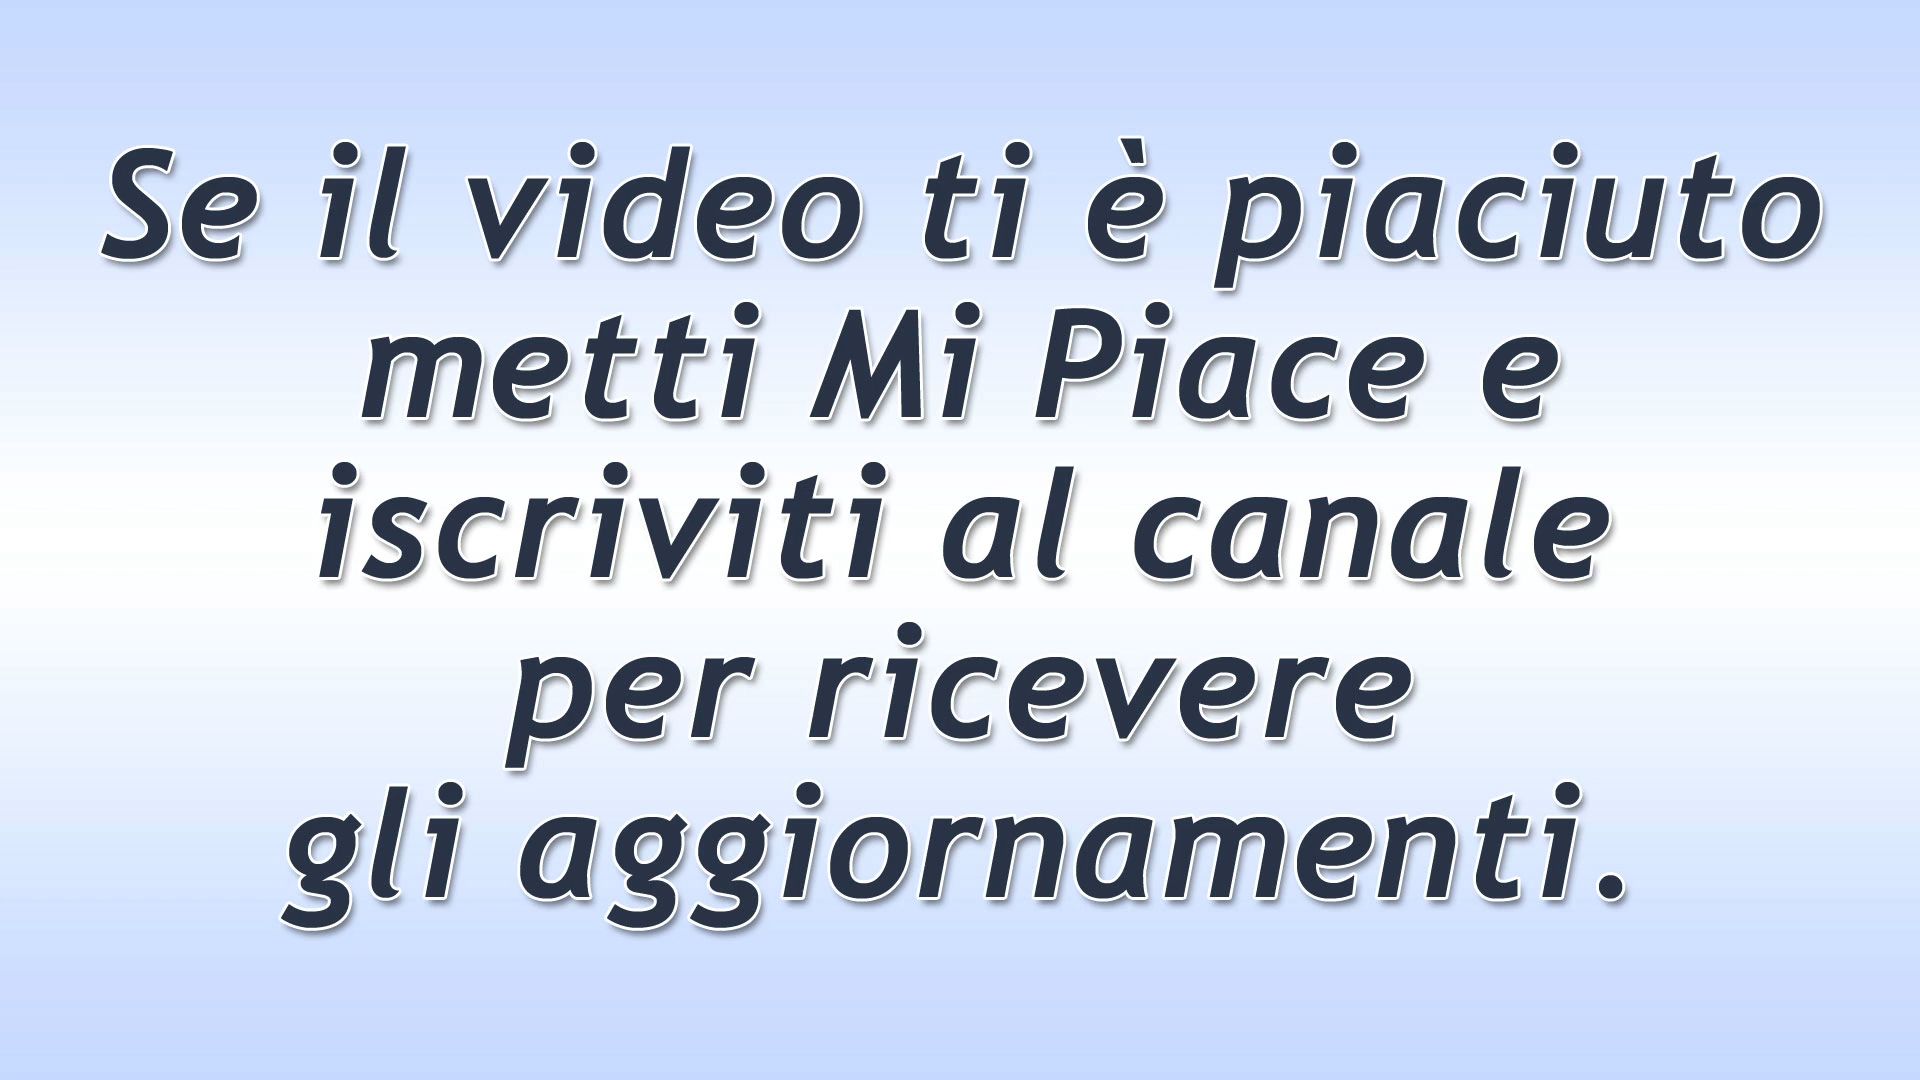 Se il video ti è piaciuto
metti Mi Piace e
iscriviti al canale
per ricevere
gli aggiornamenti.